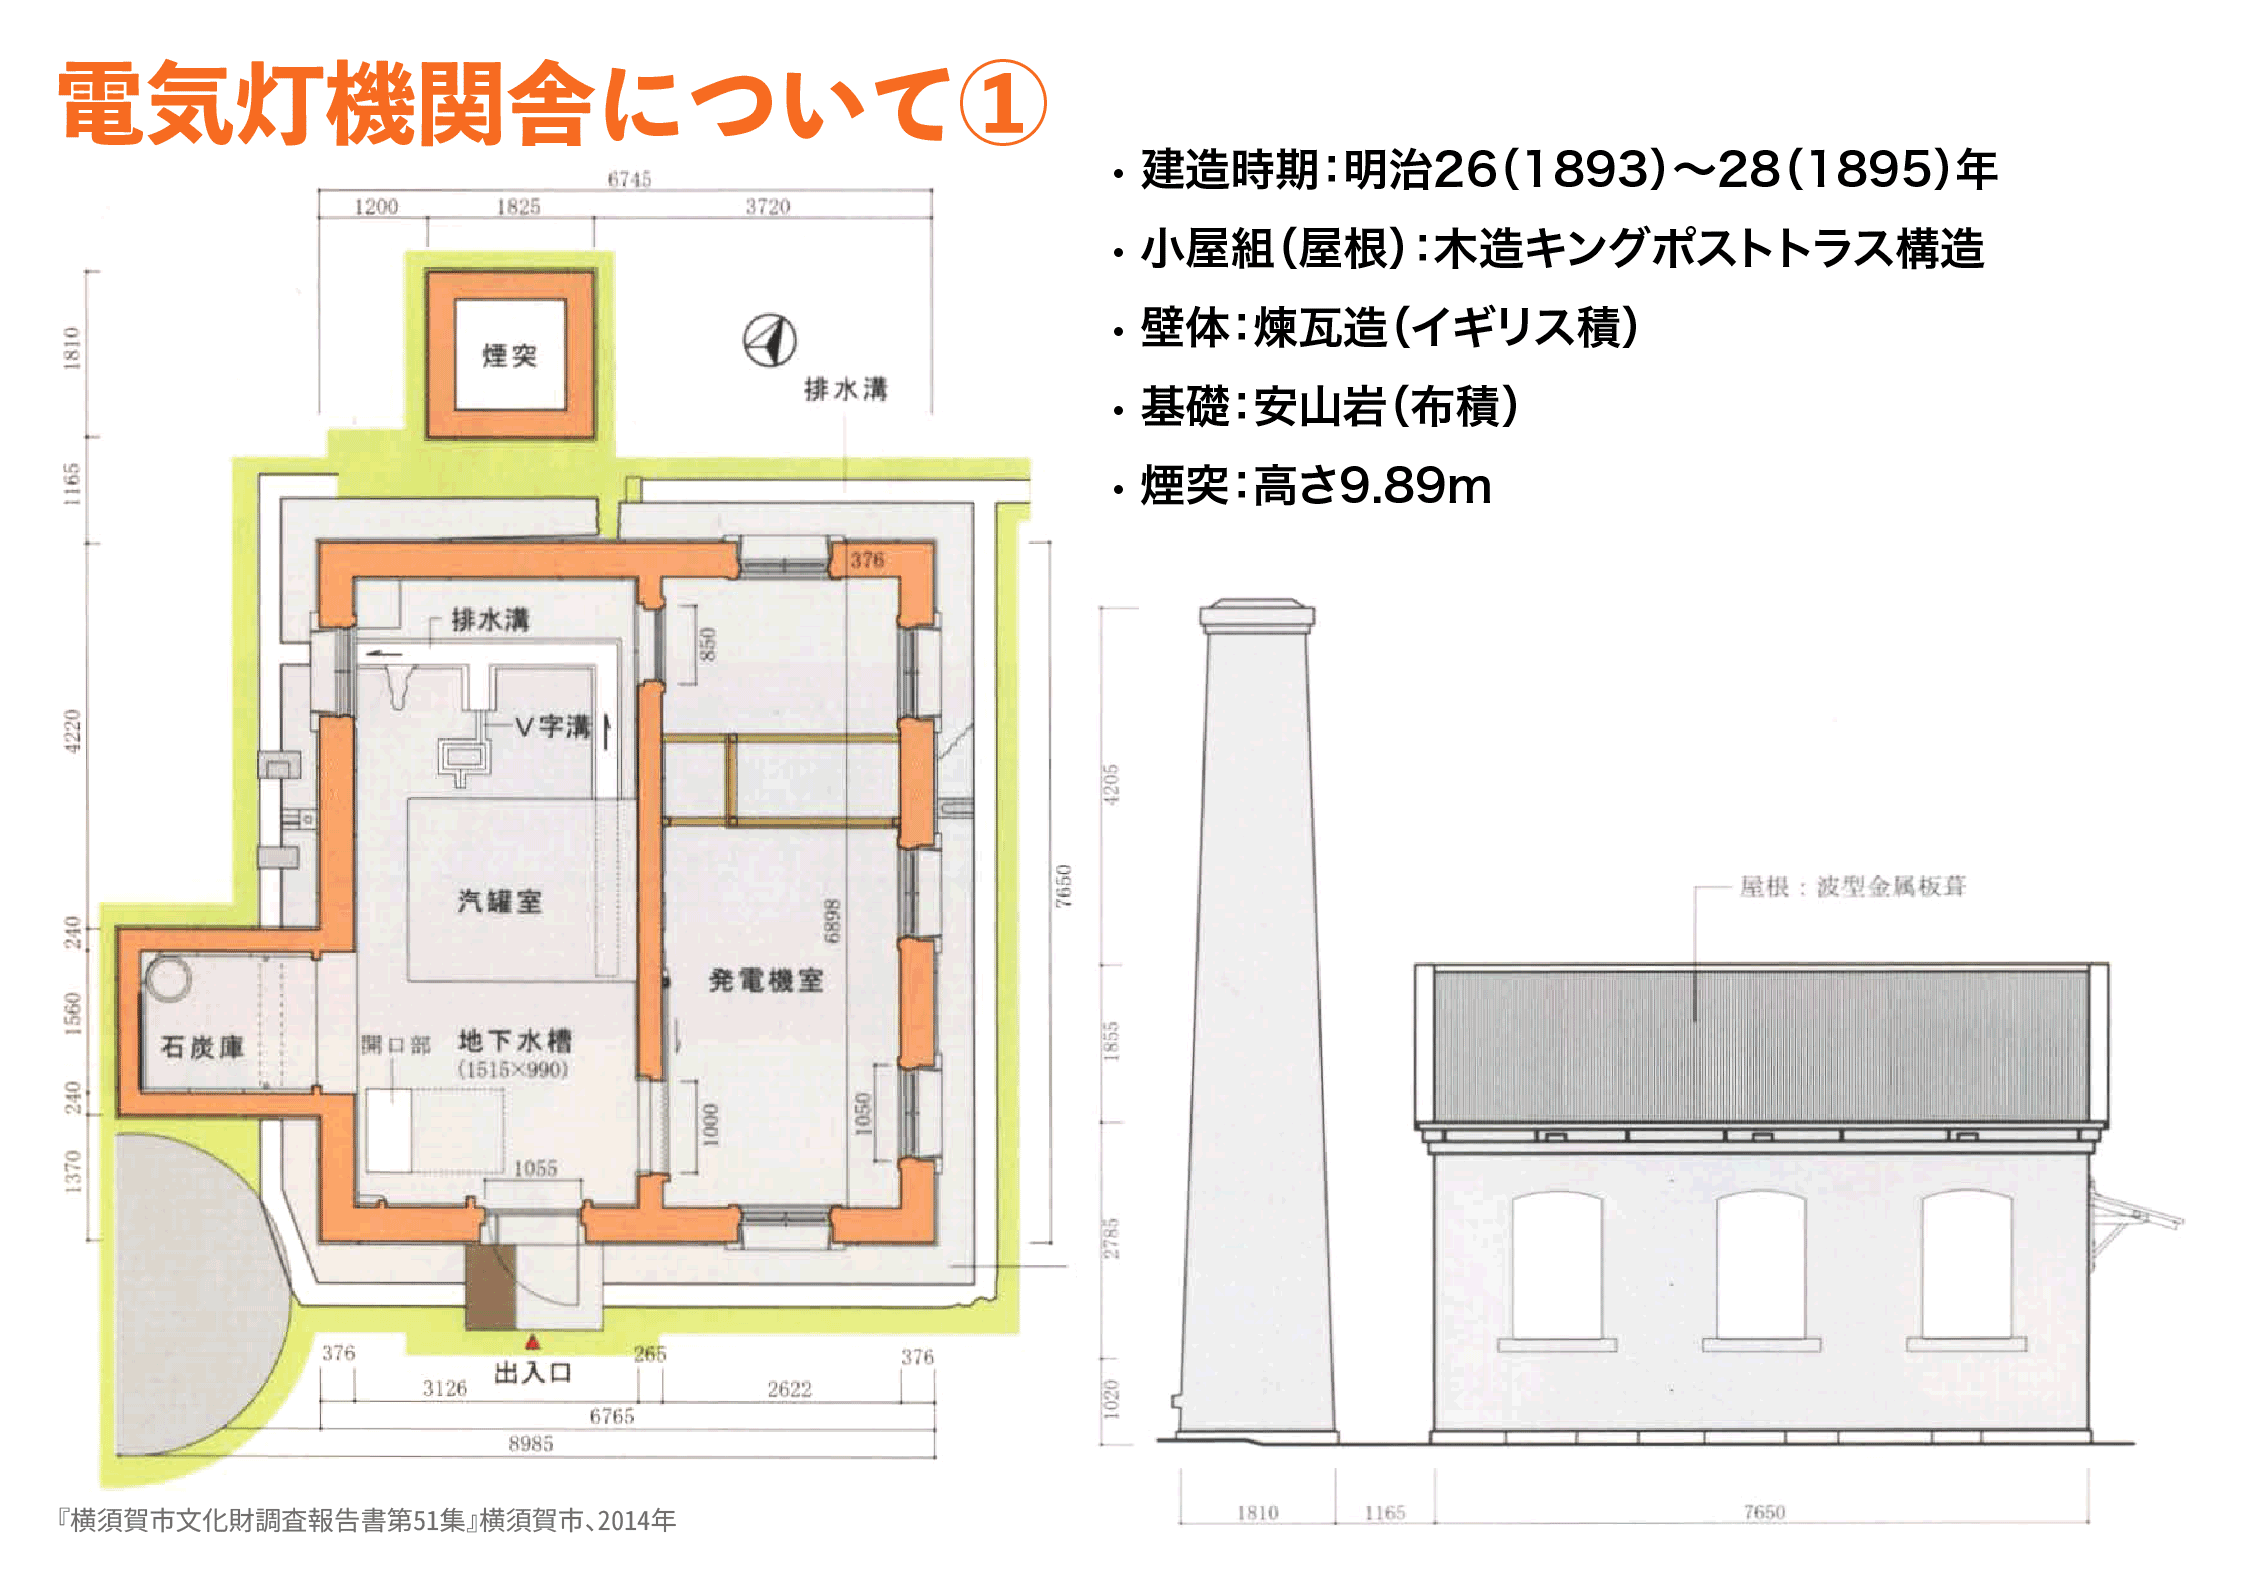 電気灯機関舎について①
・建造時期：明治26（1893）～28（1895）年
・小屋組（屋根）：木造キングポストトラス構造
・壁体：煉瓦造（イギリス積）
・基礎：安山岩（布積）
・煙突：高さ9.89m
6745
1200
1825
3720
1810
1165
4220
240
1560
240
1370
煙突
排水溝
376
排水溝
850
V字溝
汽罐室
6898
発電機室
7650
石炭庫
開口部
地下水槽
(1515×990)
1000
1050
1055
出入口
376
265
376
3126
2622
6765
8985
4205
1855
2785
1020
屋根：波型金属板葺
1810
1165
7650
『横須賀市文化財調査報告書第51集』横須賀市、2014年